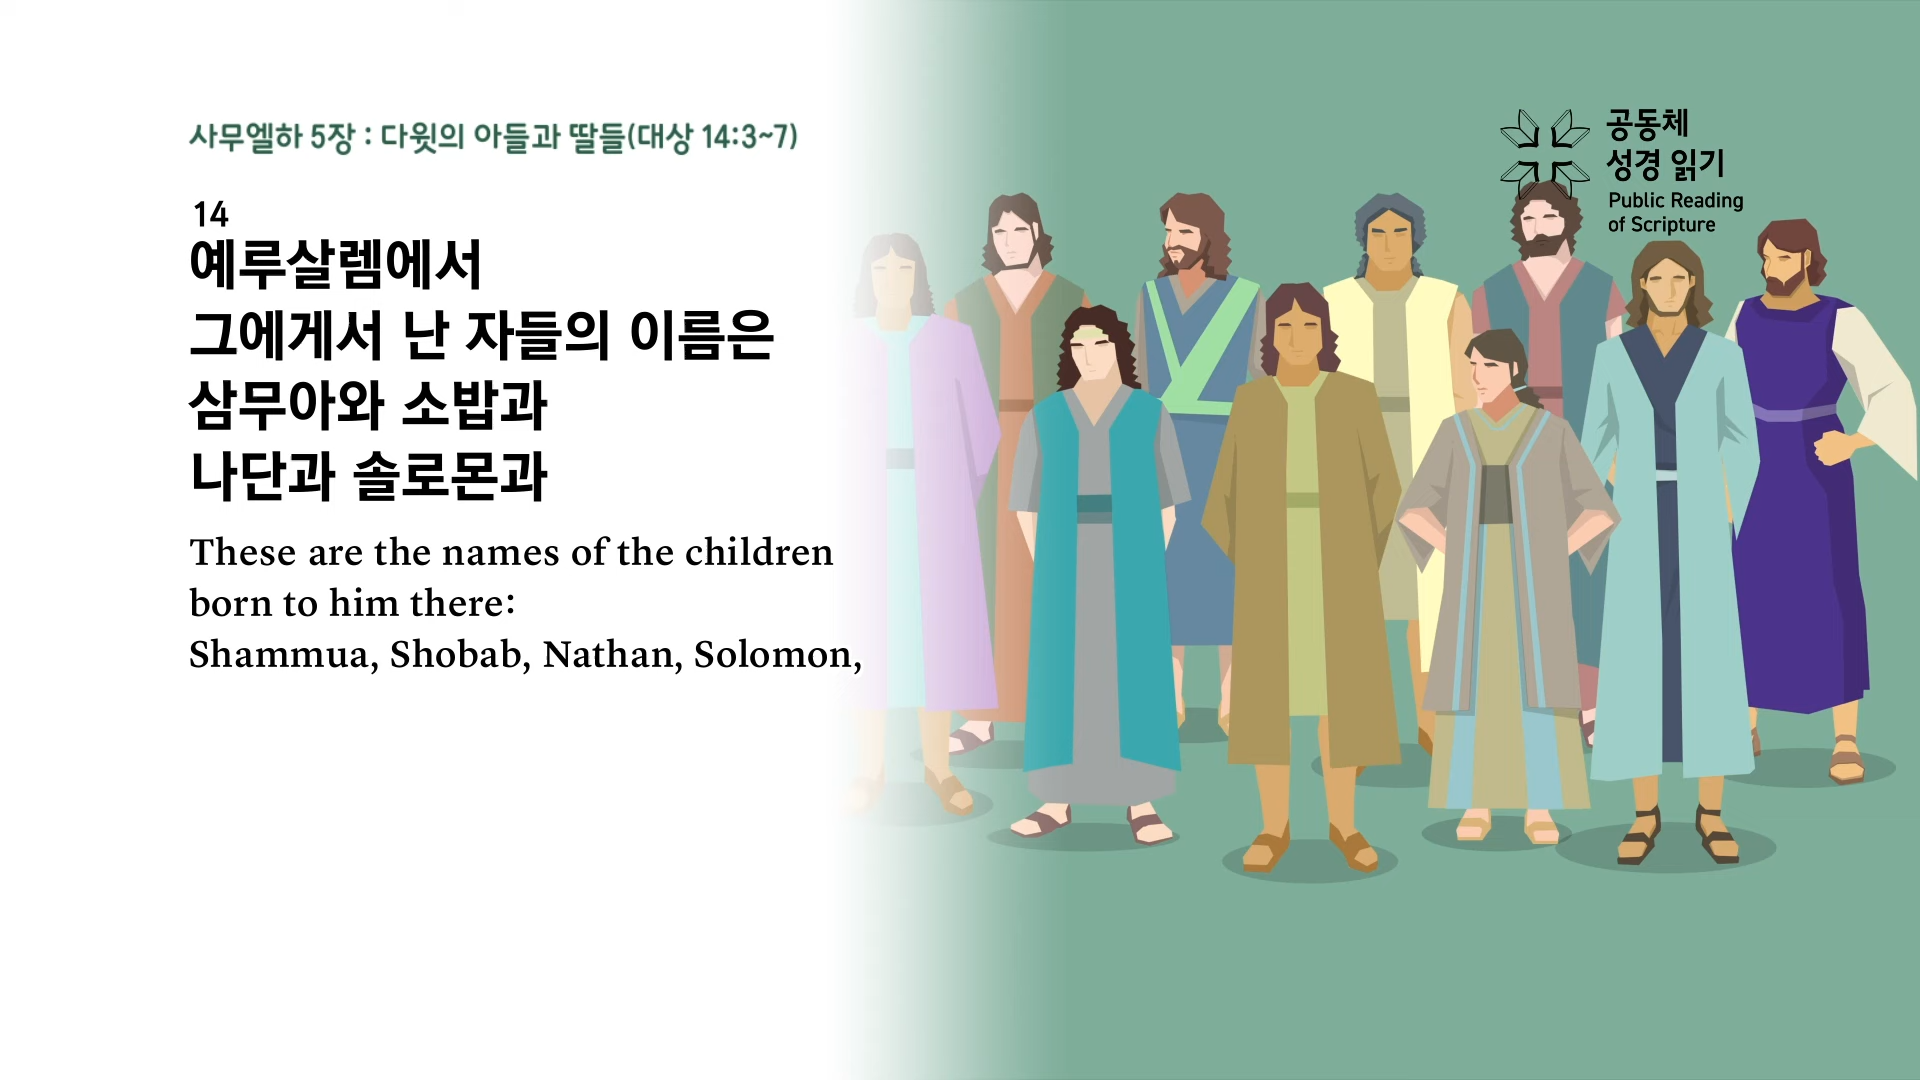 사무엘하 5장 : 다윗의 아들과 딸들(대상 14:3~7)
14
예루살렘에서
그에게서 난 자들의 이름은
삼무아와 소밥과
나단과 솔로몬과
These are the names of the children
born to him there:
Shammua, Shobab, Nathan, Solomon,
공동체
성경 읽기
Public Reading
of Scripture